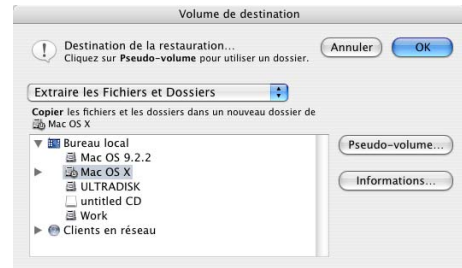 Volume de destination
Destination de la restauration...
Cliquez sur Pseudo-volume pour utiliser un dossier.
Annuler
OK
Extraire les Fichiers et Dossiers
Copier les fichiers et les dossiers dans un nouveau dossier de
Mac OS X
Bureau local
Mac OS 9.2.2
Mac OS X
ULTRADISK
untitled CD
Work
Clients en réseau
Pseudo-volume...
Informations...